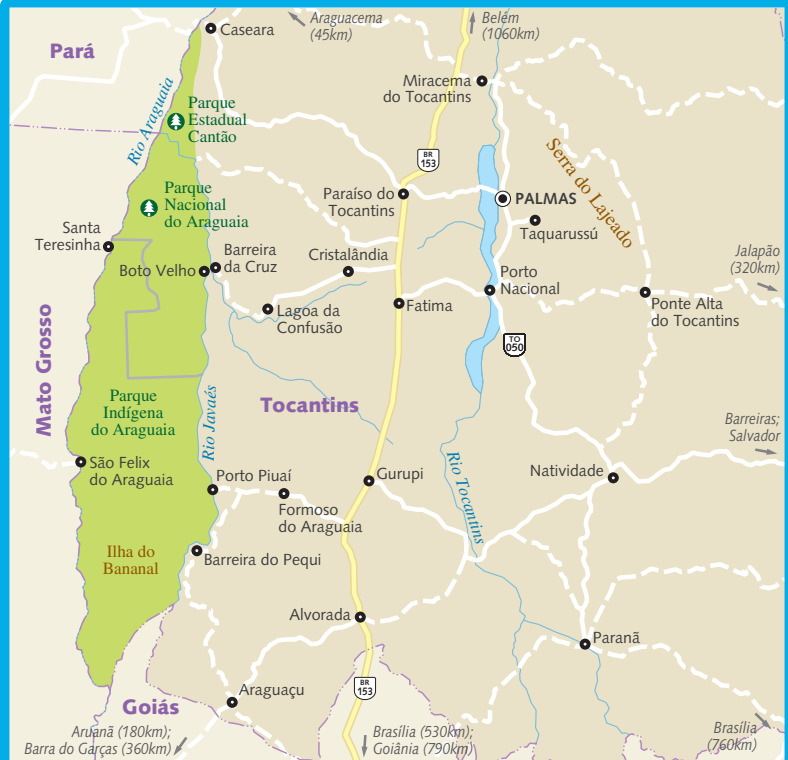 Araguacema
(45km)
Belém
(1060km)
Caseara
Pará
Miracema
do Tocantins
Parque
Estadual
Cantão
Rio Araguaia
BR
153
Serra do Lajeado
Parque
Nacional
do Araguaia
Paraíso do
Tocantins
PALMAS
Taquarussú
Santa
Teresinha
Barreira
da Cruz
Boto Velho
Cristalândia
Jalapão
(320km)
Porto
Nacional
Lagoa da
Confusão
Fatima
Ponte Alta
do Tocantins
TO
050
Mato Grosso
Parque
Indígena
do Araguaia
Rio Javaés
Tocantins
Barreiras;
Salvador
São Felix
do Araguaia
Porto Piuaí
Gurupi
Rio Tocantins
Natividade
Formoso
do Araguaia
Ilha do
Bananal
Barreira do Pequi
Alvorada
Paranã
BR
153
Araguaçu
Goiás
Aruanã (180km);
Barra do Garças (360km)
Brasília (530km);
Goiânia (790km)
Brasília
(760km)